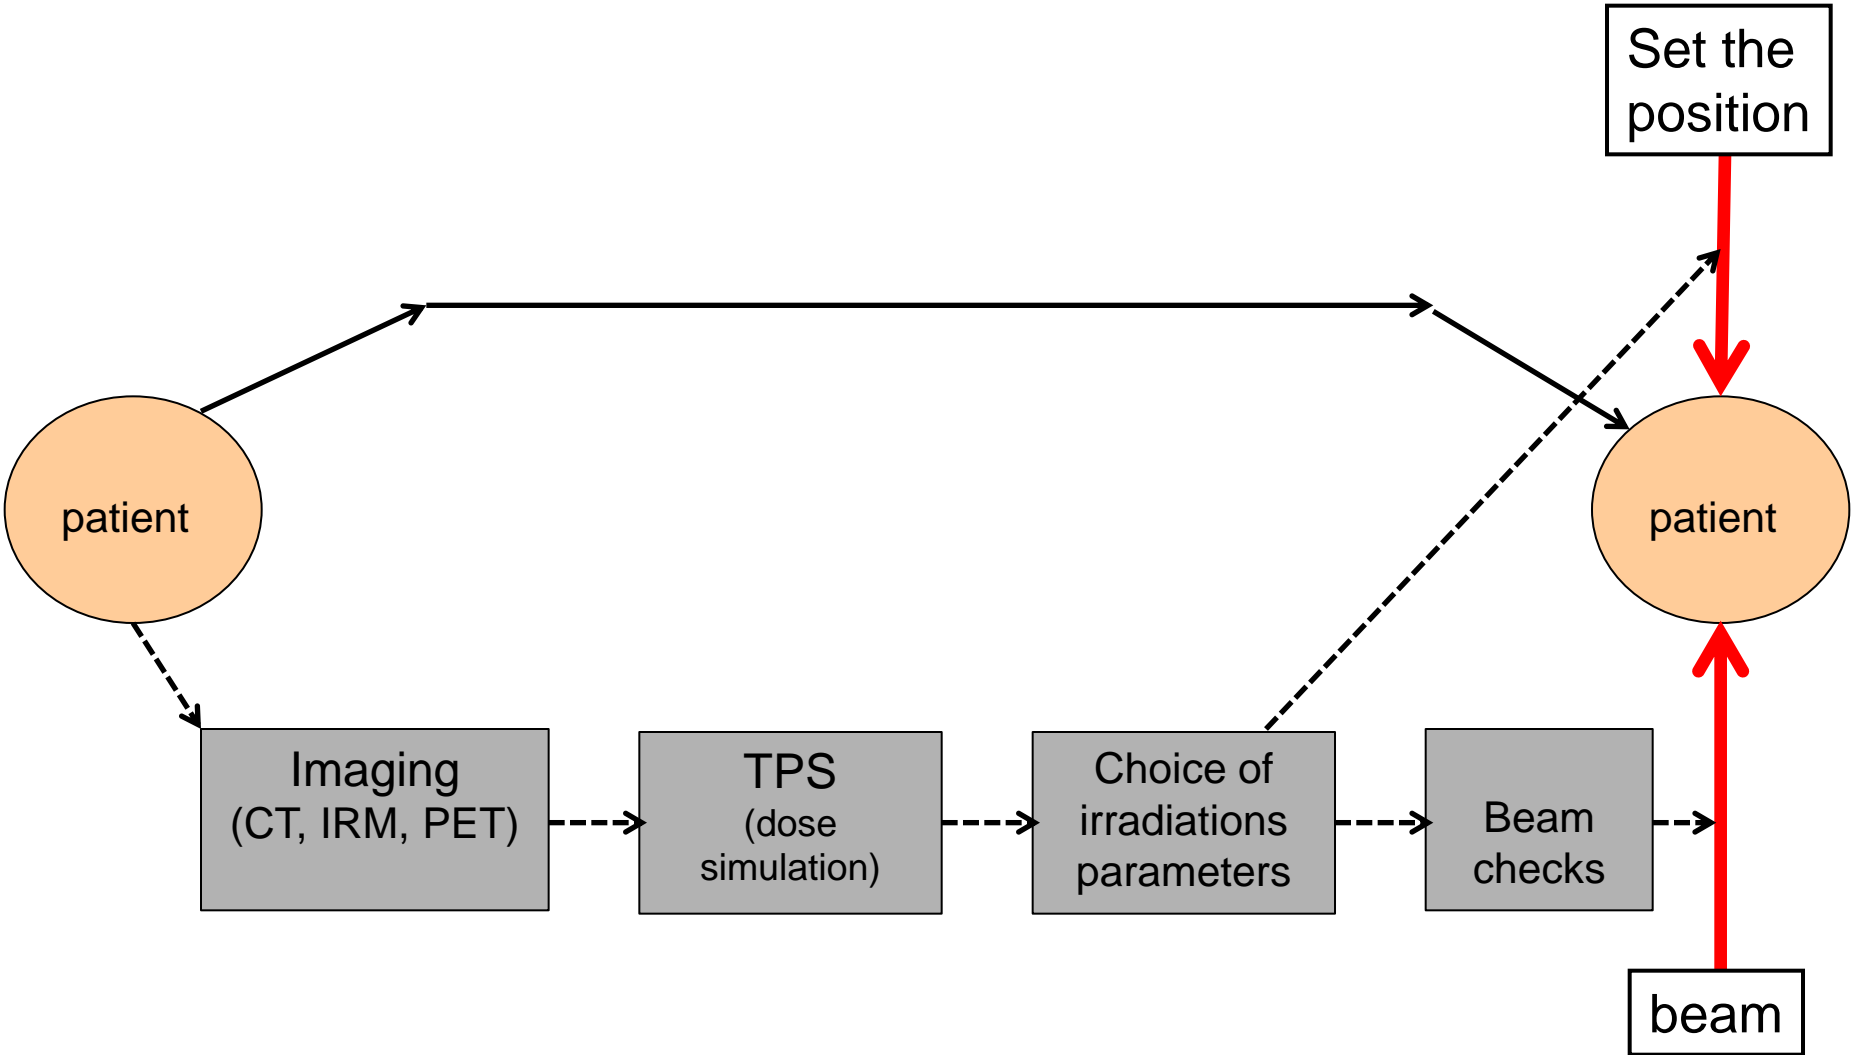 Set the
position
patient
patient
Imaging
(CT, IRM, PET)
TPS
(dose
simulation)
Choice of
irradiations
parameters
Beam
checks
beam